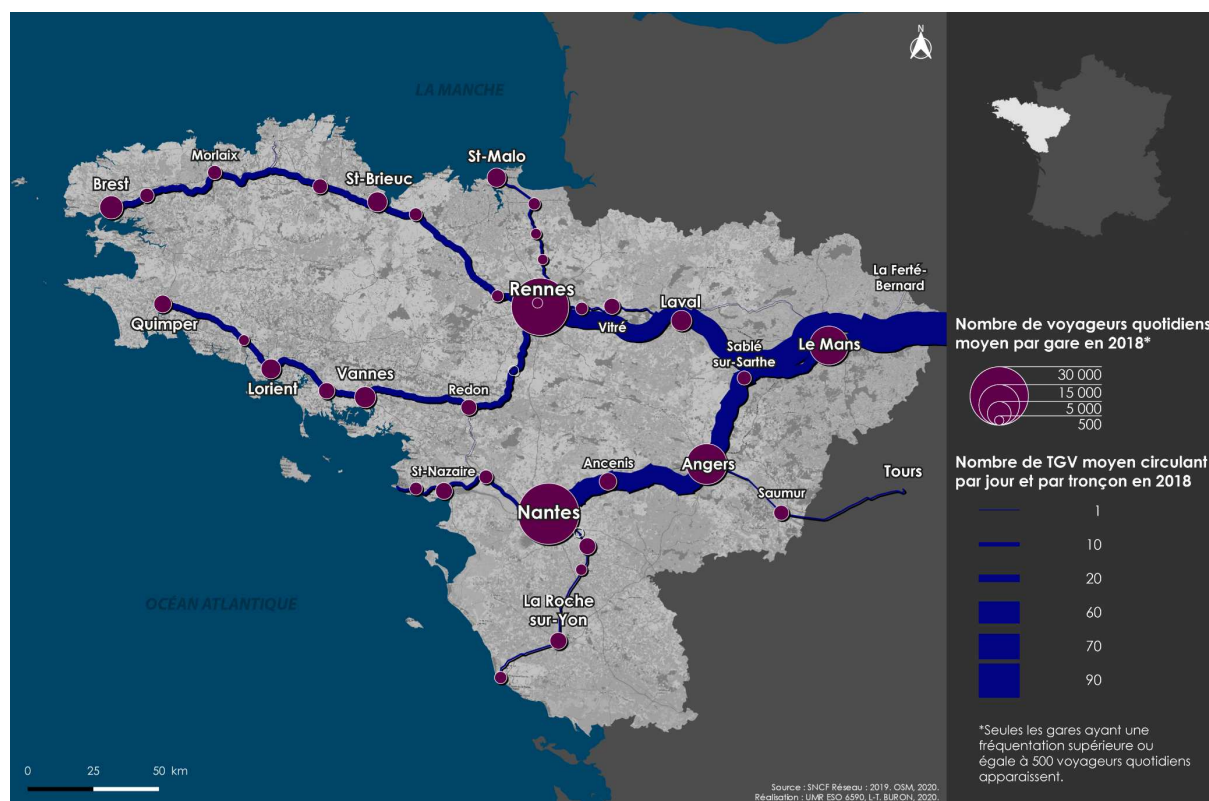 LA MANCHE
Morlaix
St-Malo
Brest
St-Brieuc
La Ferté-
Bernard
Rennes
Laval
Quimper
Vitré
Sablé
sur-Sarthe
Le Mans
Vannes
Lorient
Redon
St-Nazaire
Ancenis
Angers
Tours
Saumur
Nantes
OCÉAN ATLANTIQUE
La Roche
sur-Yon
0 25 50 km
Source : SNCF Réseau : 2019. OSM, 2020.
Réalisation : UMR ESO 6590, L-T. BURON, 2020.
N
Nombre de voyageurs quotidiens
moyen par gare en 2018*
30 000
15 000
5 000
500
Nombre de TGV moyen circulant
par jour et par tronçon en 2018
1
10
20
60
70
90
*Seules les gares ayant une
fréquentation supérieure ou
égale à 500 voyageurs quotidiens
apparaissent.